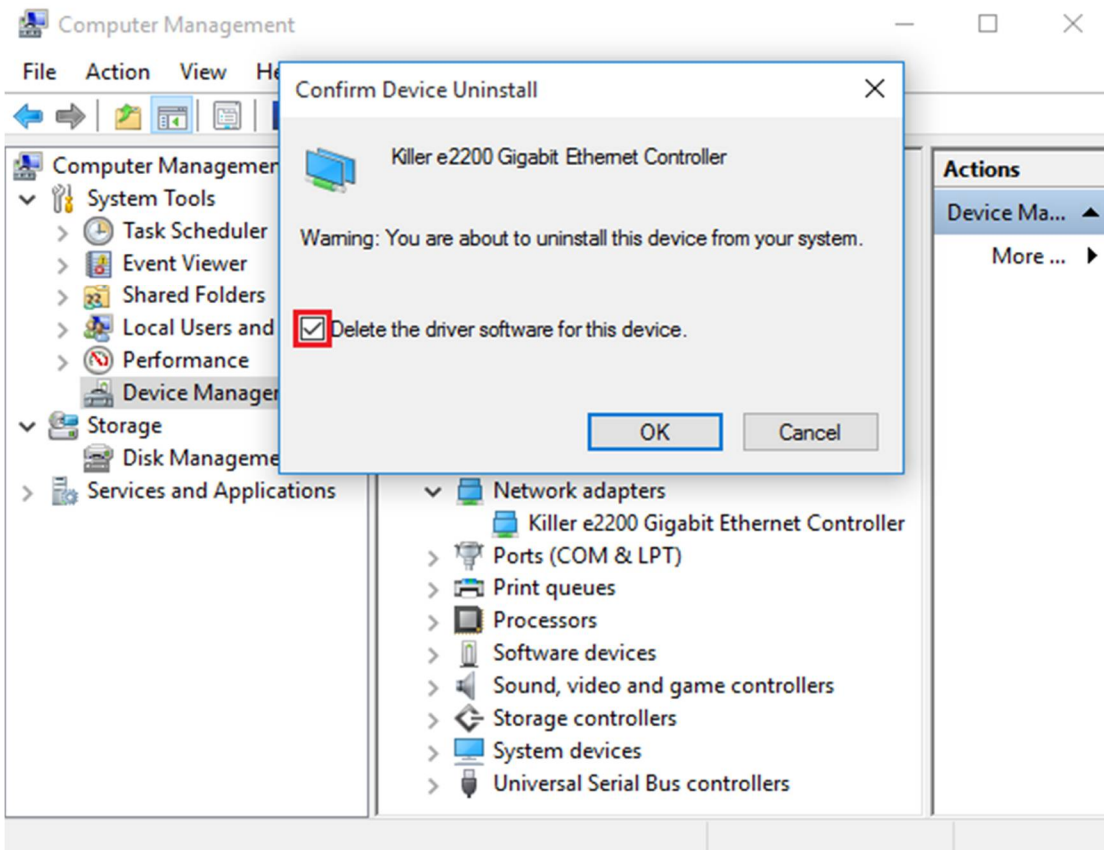 Computer Management
File Action View He
Confirm Device Uninstall
Killer e2200 Gigabit Ethernet Controller
Warning: You are about to uninstall this device from your system.
Delete the driver software for this device.
OK Cancel
Computer Managemen
System Tools
Task Scheduler
Event Viewer
Shared Folders
Local Users and
Performance
Device Manager
Storage
Disk Manageme
Services and Applications
Network adapters
Killer e2200 Gigabit Ethernet Controller
Ports (COM & LPT)
Print queues
Processors
Software devices
Sound, video and game controllers
Storage controllers
System devices
Universal Serial Bus controllers
Actions
Device Ma...
More ...